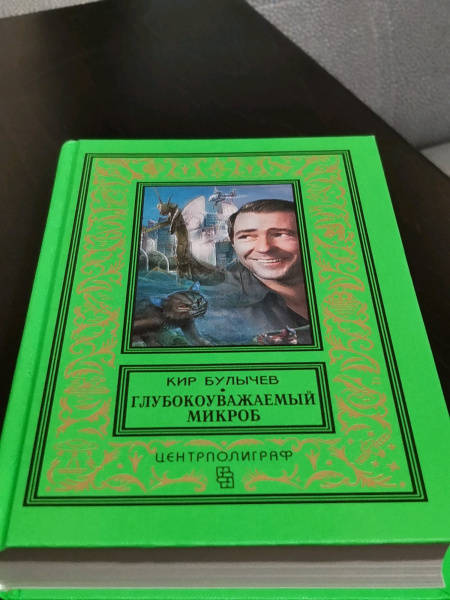 КИР БУЛЫЧЕВ
ГЛУБОКОУВАЖАЕМЫЙ
МИКРОБ
ЦЕНТРПОЛИГРАФ